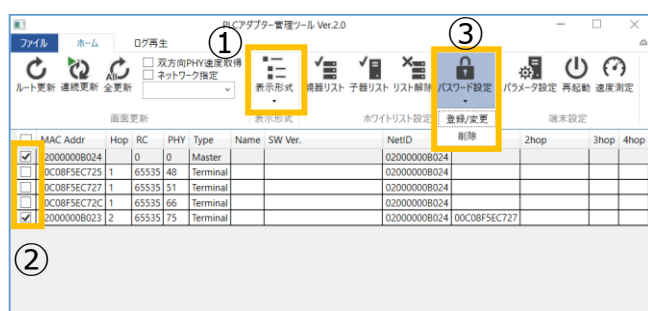 PLCアダプター管理ツール Ver.2.0
ファイル ホーム ログ再生
① ③
双方向PHY速度取得
ネットワーク指定
ルート更新 連続更新 全更新 表示形式 子器リスト リスト解除 パスワード設定 パラメータ設定 再起動 速度測定
画面更新 表示形式 ホワイトリスト設定 登録/変更 端末設定
削除
MAC Addr Hop RC PHY Type Name SW Ver. NetID 2hop 3hop 4hop
2000000B024 0 0 Master 02000000B024
0C08F5EC725 1 65535 48 Terminal 02000000B024
0C08F5EC727 1 65535 51 Terminal 02000000B024
0C08F5EC72C 1 65535 66 Terminal 02000000B024
2000000B023 2 65535 75 Terminal 02000000B024 00C08F5EC727
②